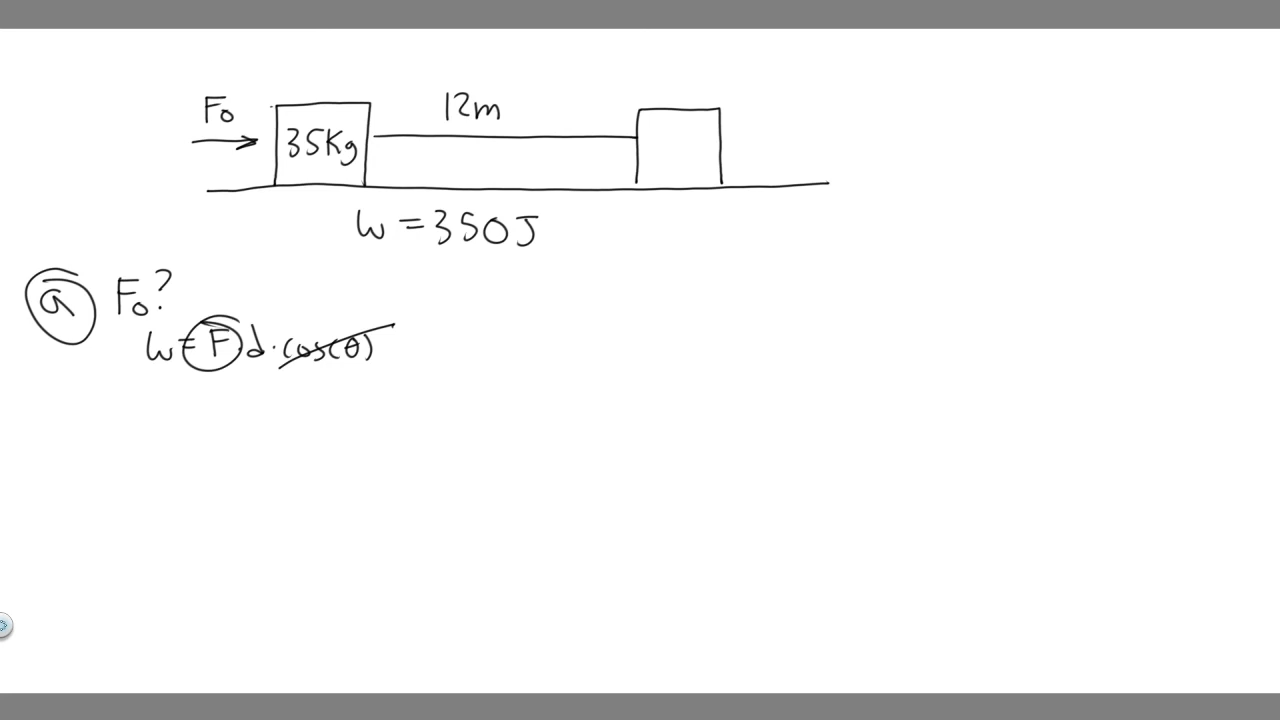 Fo
12m
35Kg
W = 350J
a Fo?
W = F d · cos(θ)